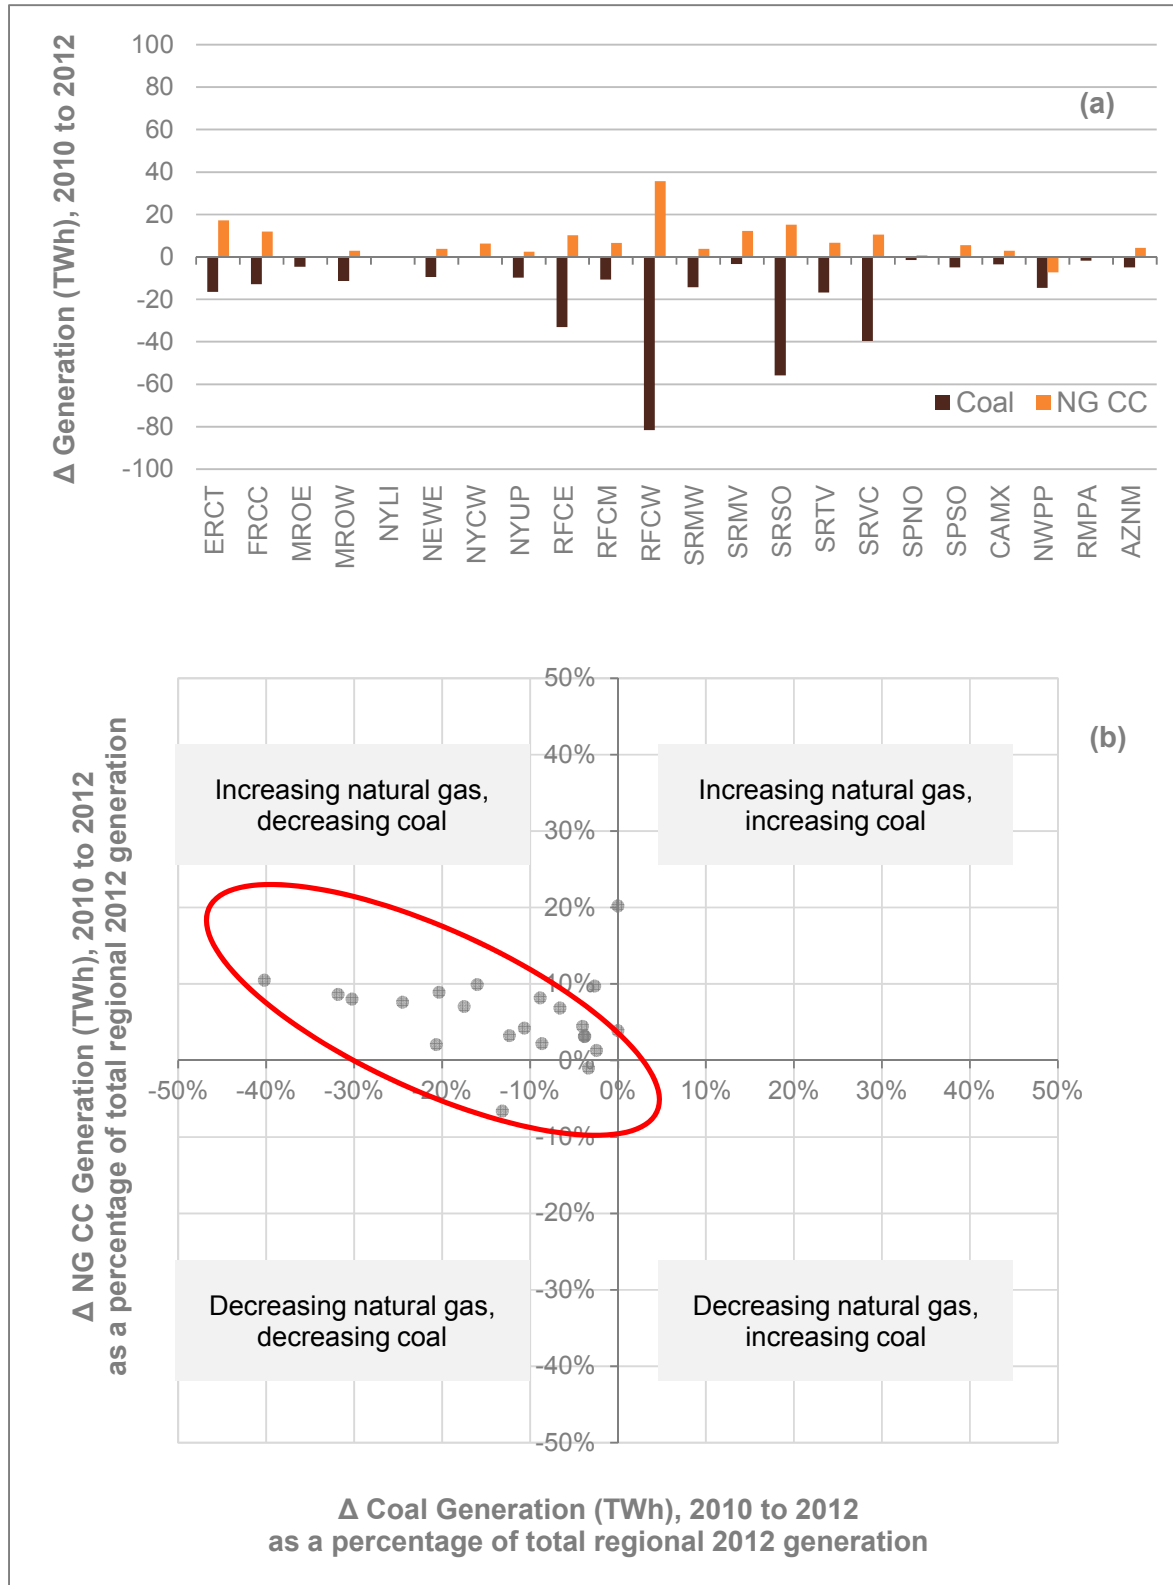 Δ Generation (TWh), 2010 to 2012
100
80
60
40
20
0
-20
-40
-60
-80
-100
(a)
Coal
NG CC
ERCT
FRCC
MROE
MROW
NYLI
NEWE
NYCW
NYUP
RFCE
RFCM
RFCW
SRMW
SRMV
SRSO
SRTV
SRVC
SPNO
SPSO
CAMX
NWPP
RMPA
AZNM
Δ NG CC Generation (TWh), 2010 to 2012
as a percentage of total regional 2012 generation
(b)
50%
40%
30%
20%
10%
0%
-10%
-20%
-30%
-40%
-50%
Increasing natural gas,
decreasing coal
Increasing natural gas,
increasing coal
-50%
-40%
-30%
-20%
-10%
0%
10%
20%
30%
40%
50%
Decreasing natural gas,
decreasing coal
Decreasing natural gas,
increasing coal
Δ Coal Generation (TWh), 2010 to 2012
as a percentage of total regional 2012 generation